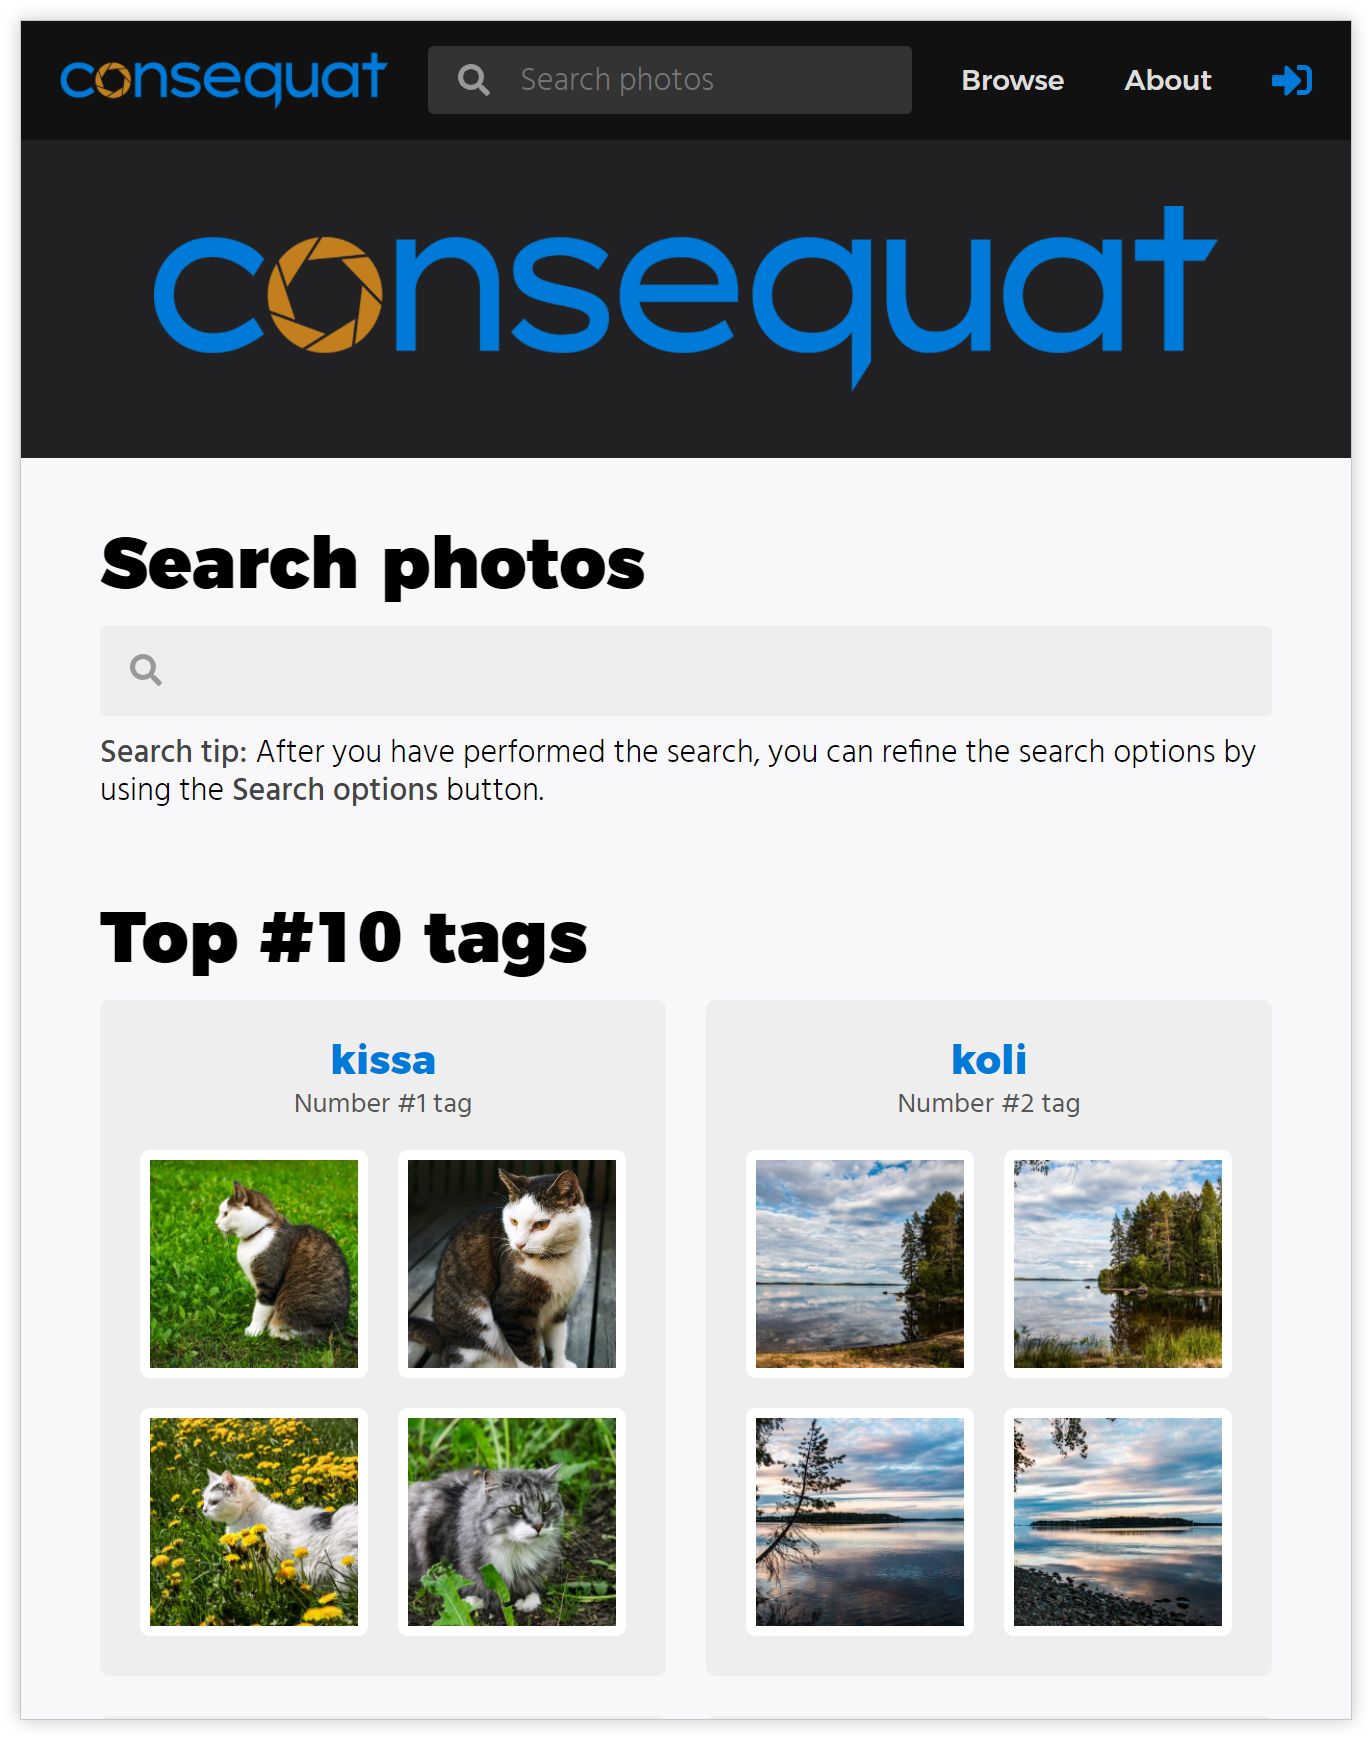 consequat
Search photos
Browse
About
consequat
Search photos
Search tip: After you have performed the search, you can refine the search options by
using the Search options button.
Top #10 tags
kissa
Number #1 tag
koli
Number #2 tag